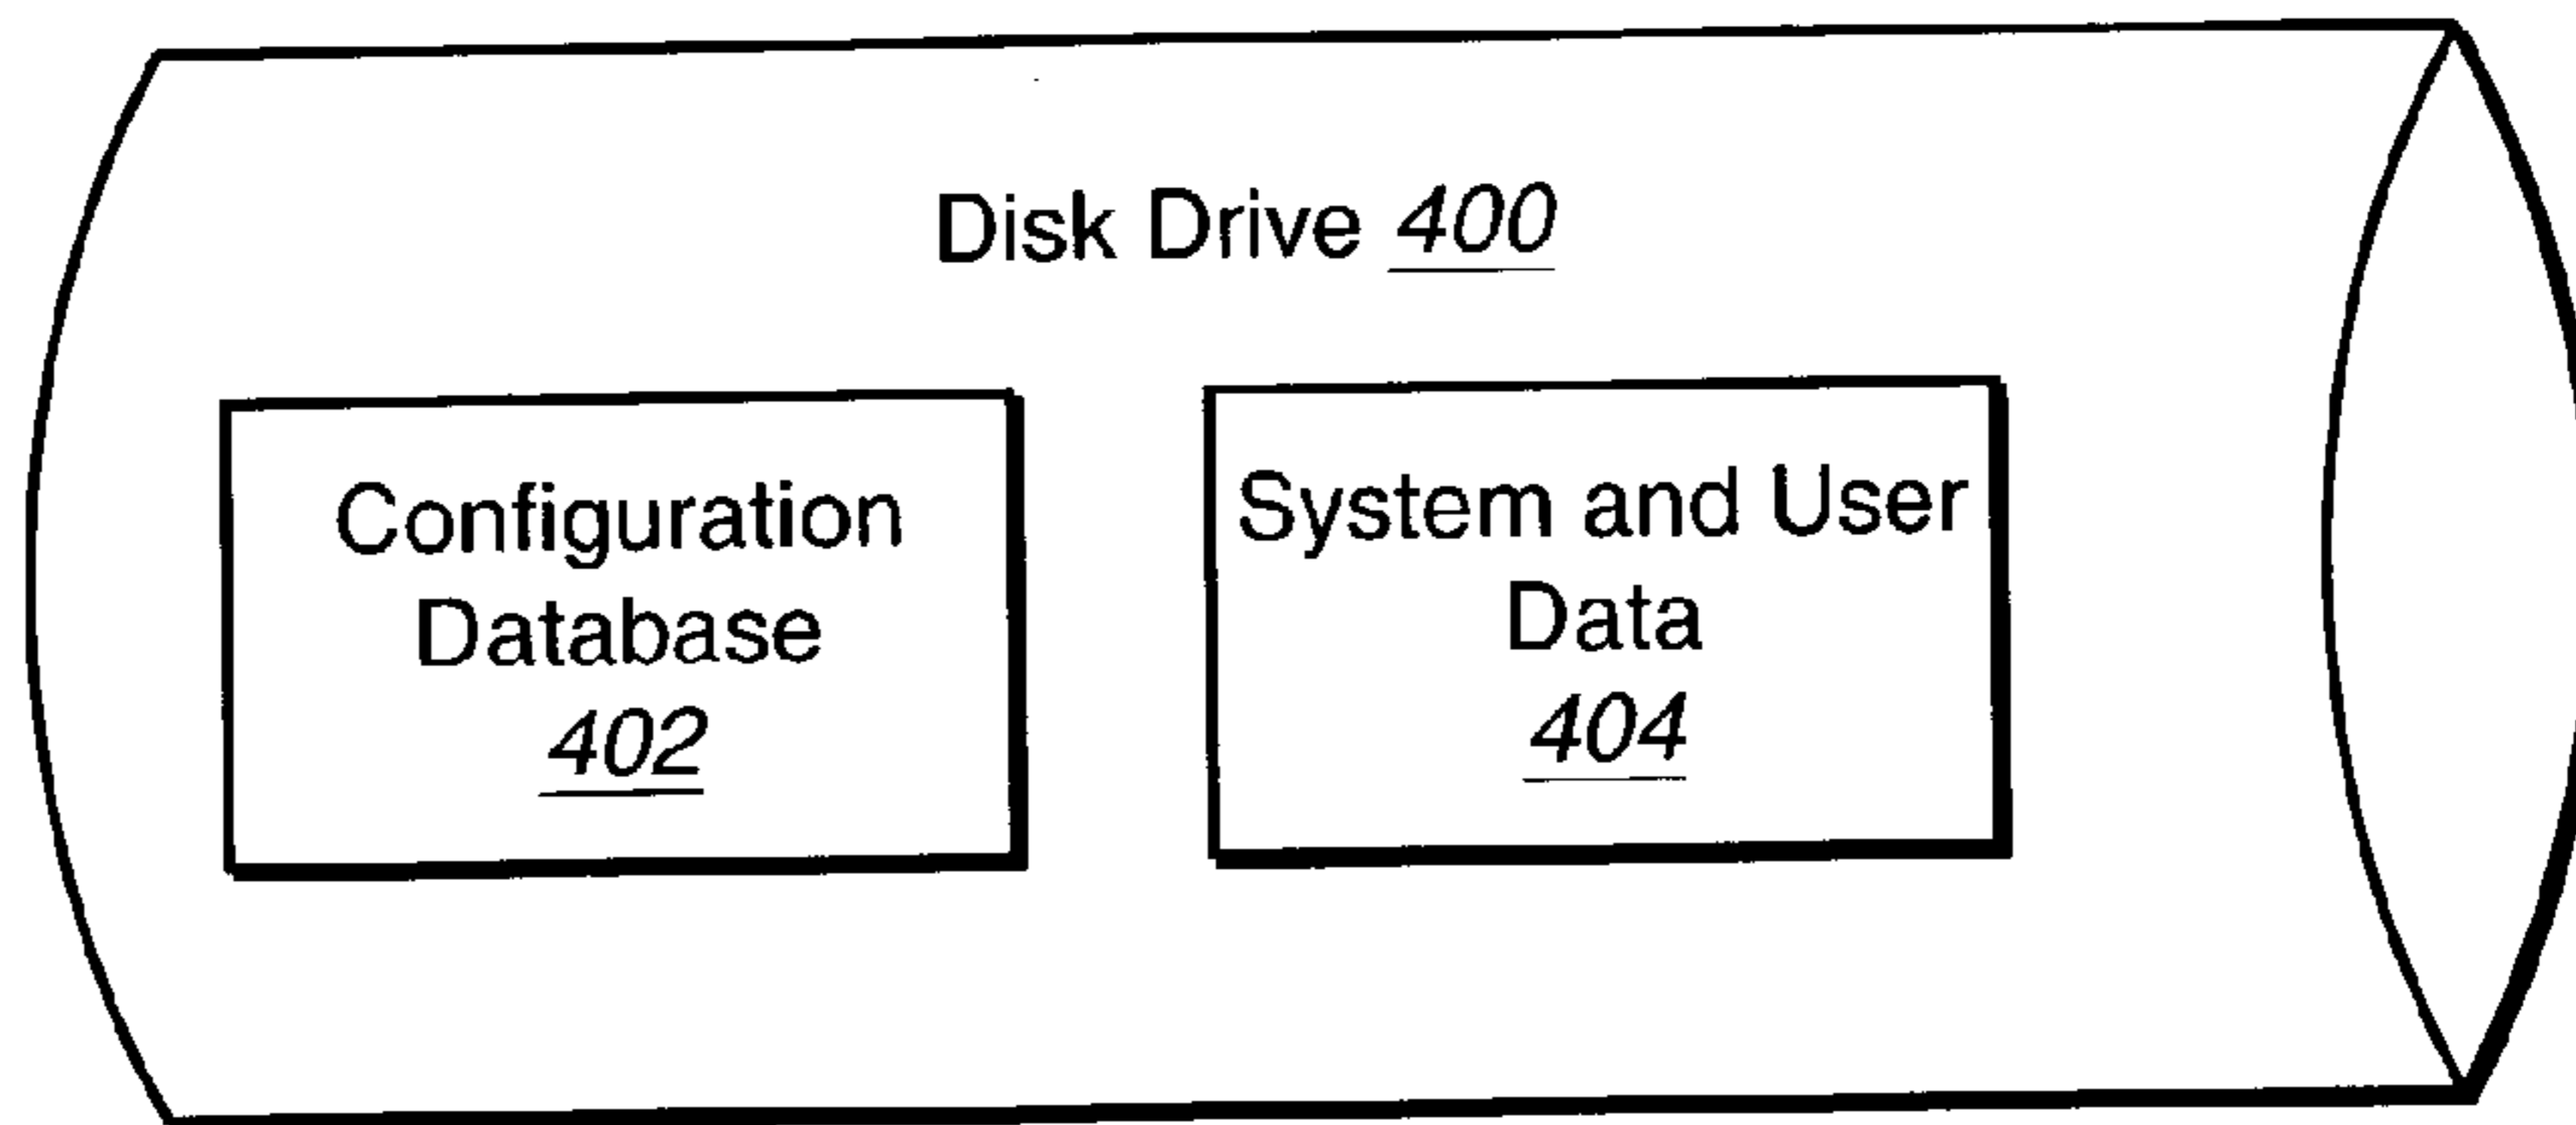 Disk Drive 400
Configuration
Database
402
System and User
Data
404